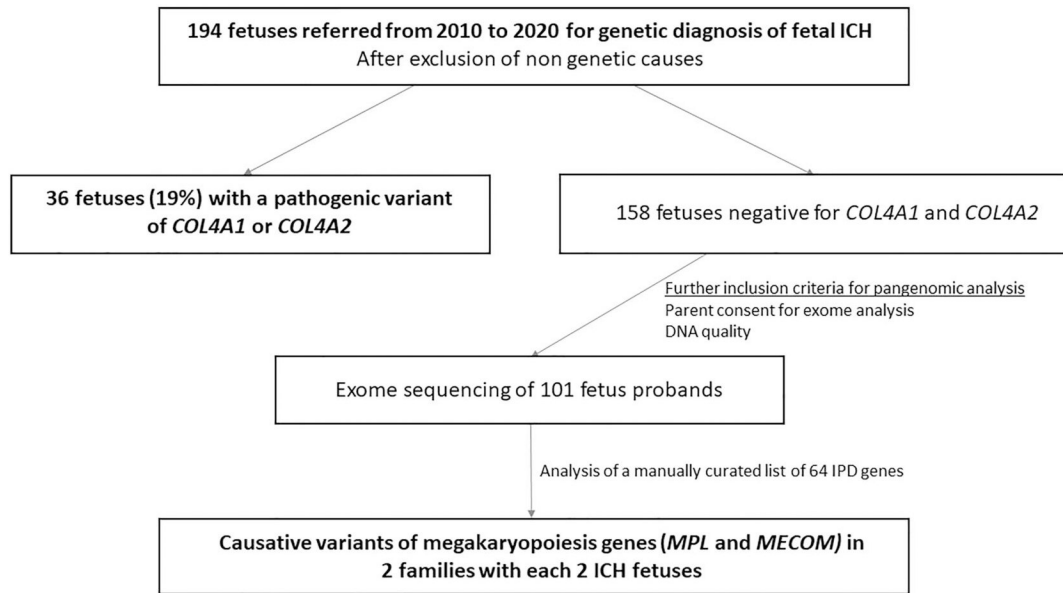 194 fetuses referred from 2010 to 2020 for genetic diagnosis of fetal ICH
After exclusion of non genetic causes
36 fetuses (19%) with a pathogenic variant
of COL4A1 or COL4A2
158 fetuses negative for COL4A1 and COL4A2
Further inclusion criteria for pangenomic analysis
Parent consent for exome analysis
DNA quality
Exome sequencing of 101 fetus probands
Analysis of a manually curated list of 64 IPD genes
Causative variants of megakaryopoiesis genes (MPL and MECOM) in
2 families with each 2 ICH fetuses